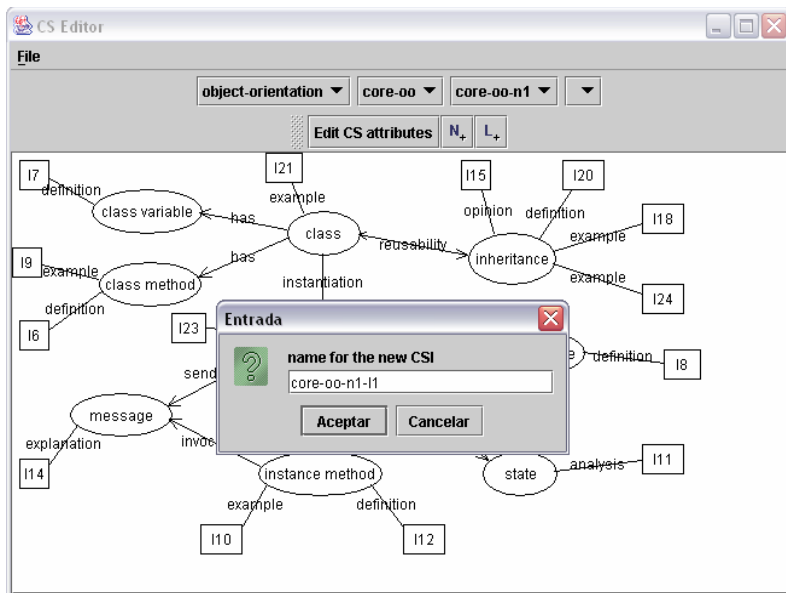 CS Editor
File
object-orientation core-oo core-oo-n1
Edit CS attributes N+ L+
I7 I21 I15 I20
definition example opinion definition I18
class variable has class reusability inheritance example
I9 has example
example class method instantiation I24
definition
I6 I23
Entrada
name for the new CSI
core-oo-n1-I1
Aceptar Cancelar
definition I8
send
message
explanation invoc
I14 instance method state analysis I11
example definition
I10 I12